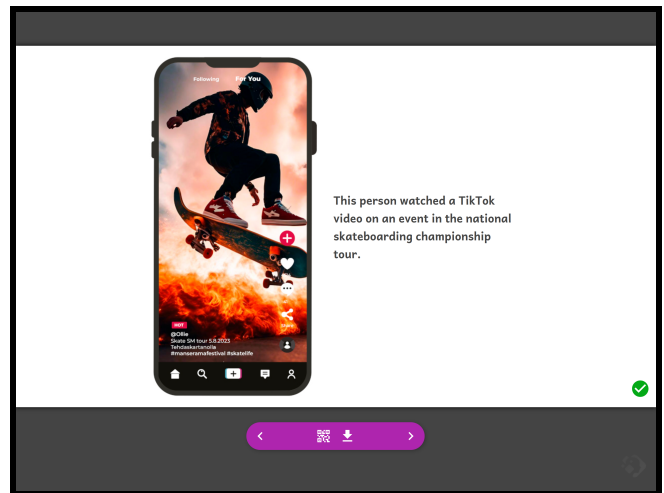 Following
For You
HOT
@Ollie
Skate SM tour 5.8.2023
Tehdaskartanolla
#manseramafestival #skatelife
This person watched a TikTok
video on an event in the national
skateboarding championship
tour.